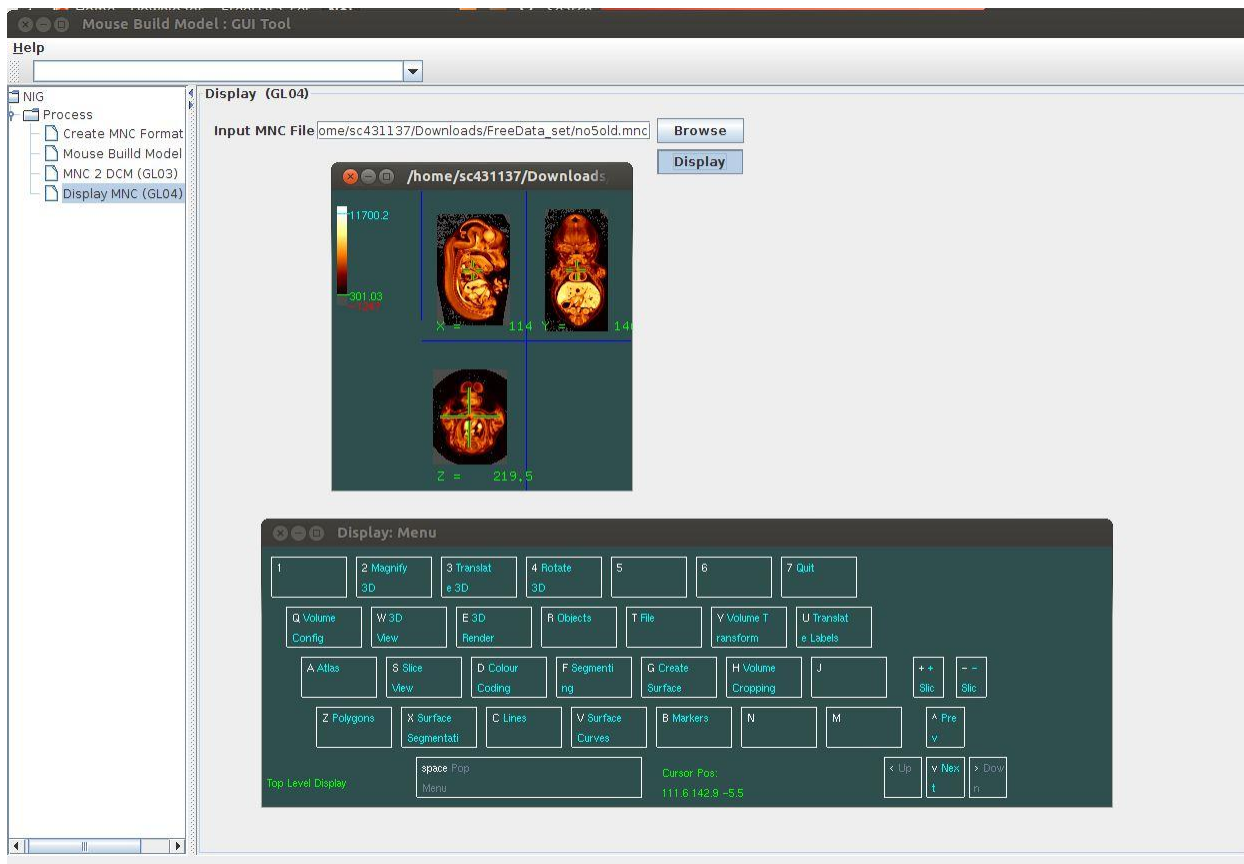 Mouse Build Model : GUI Tool
Help
NIG
Process
Create MNC Format
Mouse Builld Model
MNC 2 DCM (GL03)
Display MNC (GL04)
Display (GL04)
Input MNC File ome/sc431137/Downloads/FreeData_set/no5old.mnc Browse
Display
/home/sc431137/Downloads
11700.2
301.03
X = 114 Y = 14
Z = 219.5
Display: Menu
1
2 Magnify
3D
3 Translat
e 3D
4 Rotate
3D
5
6
7 Quit
Q Volume
Config
W 3D
View
E 3D
Render
R Objects
T File
Y Volume T
ransform
U Translat
e Labels
A Atlas
S Slice
View
D Colour
Coding
F Segmenti
ng
G Create
Surface
H Volume
Cropping
J
+ +
Slic
- -
Slic
Z Polygons
X Surface
Segmentati
C Lines
V Surface
Curves
B Markers
N
M
^ Pre
v
Top Level Display
space Pop
Menu
Cursor Pos:
111.6 142.9 -5.5
< Up
v Nex
t
> Dow
n